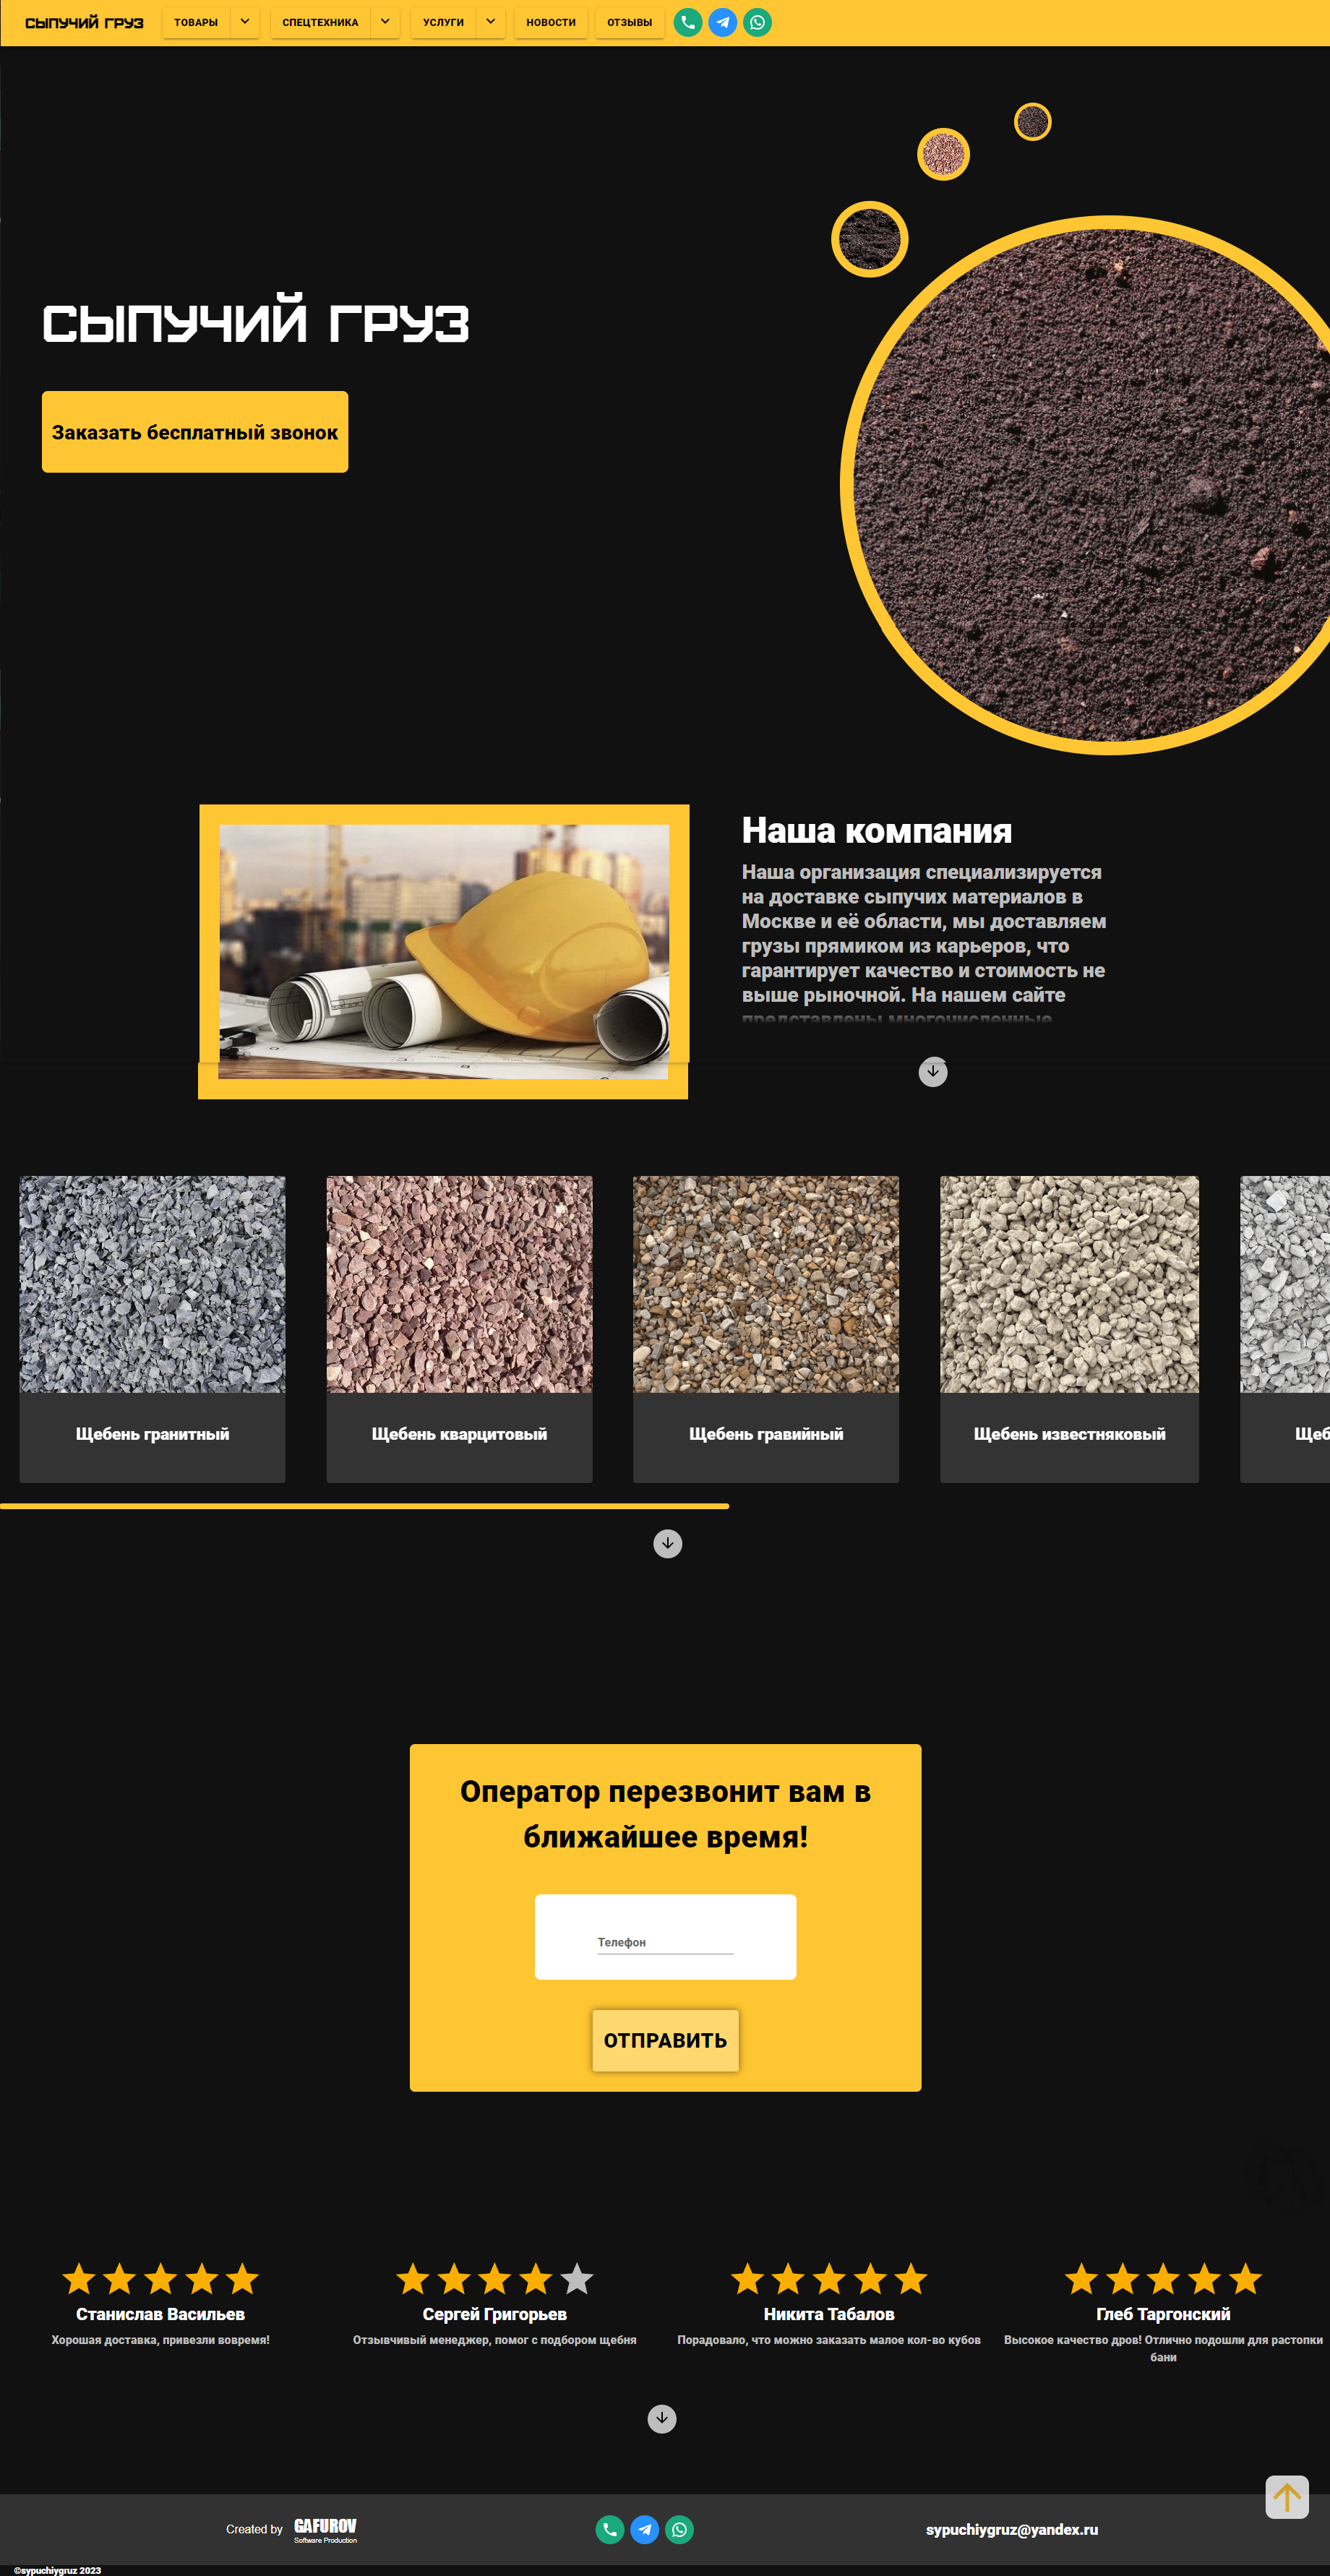 СЫПУЧИЙ ГРУЗ
ТОВАРЫ
СПЕЦТЕХНИКА
УСЛУГИ
НОВОСТИ
ОТЗЫВЫ
СЫПУЧИЙ ГРУЗ
Заказать бесплатный звонок
Наша компания
Наша организация специализируется
на доставке сыпучих материалов в
Москве и её области, мы доставляем
грузы прямиком из карьеров, что
гарантирует качество и стоимость не
выше рыночной. На нашем сайте
представлены многочисленные
Щебень гранитный
Щебень кварцитовый
Щебень гравийный
Щебень известняковый
Щеб
Оператор перезвонит вам в
ближайшее время!
Телефон
ОТПРАВИТЬ
Станислав Васильев
Хорошая доставка, привезли вовремя!
Сергей Григорьев
Отзывчивый менеджер, помог с подбором щебня
Никита Табалов
Порадовало, что можно заказать малое кол-во кубов
Глеб Таргонский
Высокое качество дров! Отлично подошли для растопки
бани
Created by
GAFUROV
Software Production
sypuchiygruz@yandex.ru
©sypuchiygruz 2023